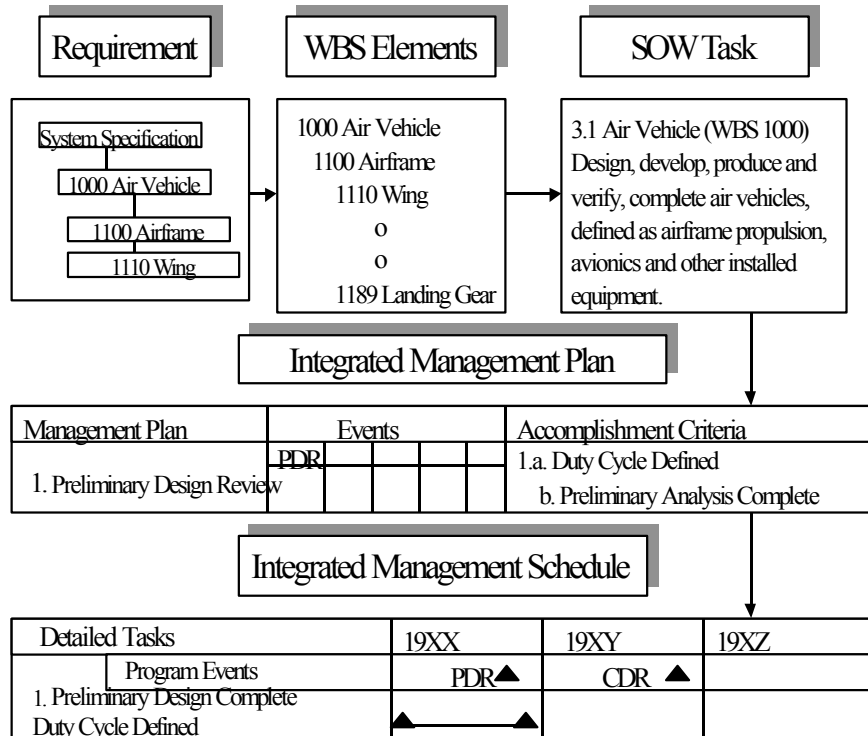 Requirement
WBS Elements
SOW Task
System Specification
1000 Air Vehicle
1100 Airframe
1110 Wing
1000 Air Vehicle
1100 Airframe
1110 Wing
o
o
1189 Landing Gear
3.1 Air Vehicle (WBS 1000)
Design, develop, produce and
verify, complete air vehicles,
defined as airframe propulsion,
avionics and other installed
equipment.
Integrated Management Plan
Management Plan
Events
Accomplishment Criteria
PDR
1. Preliminary Design Review
1.a. Duty Cycle Defined
b. Preliminary Analysis Complete
Integrated Management Schedule
Detailed Tasks
19XX
19XY
19XZ
Program Events
PDR
CDR
1. Preliminary Design Complete
Duty Cycle Defined